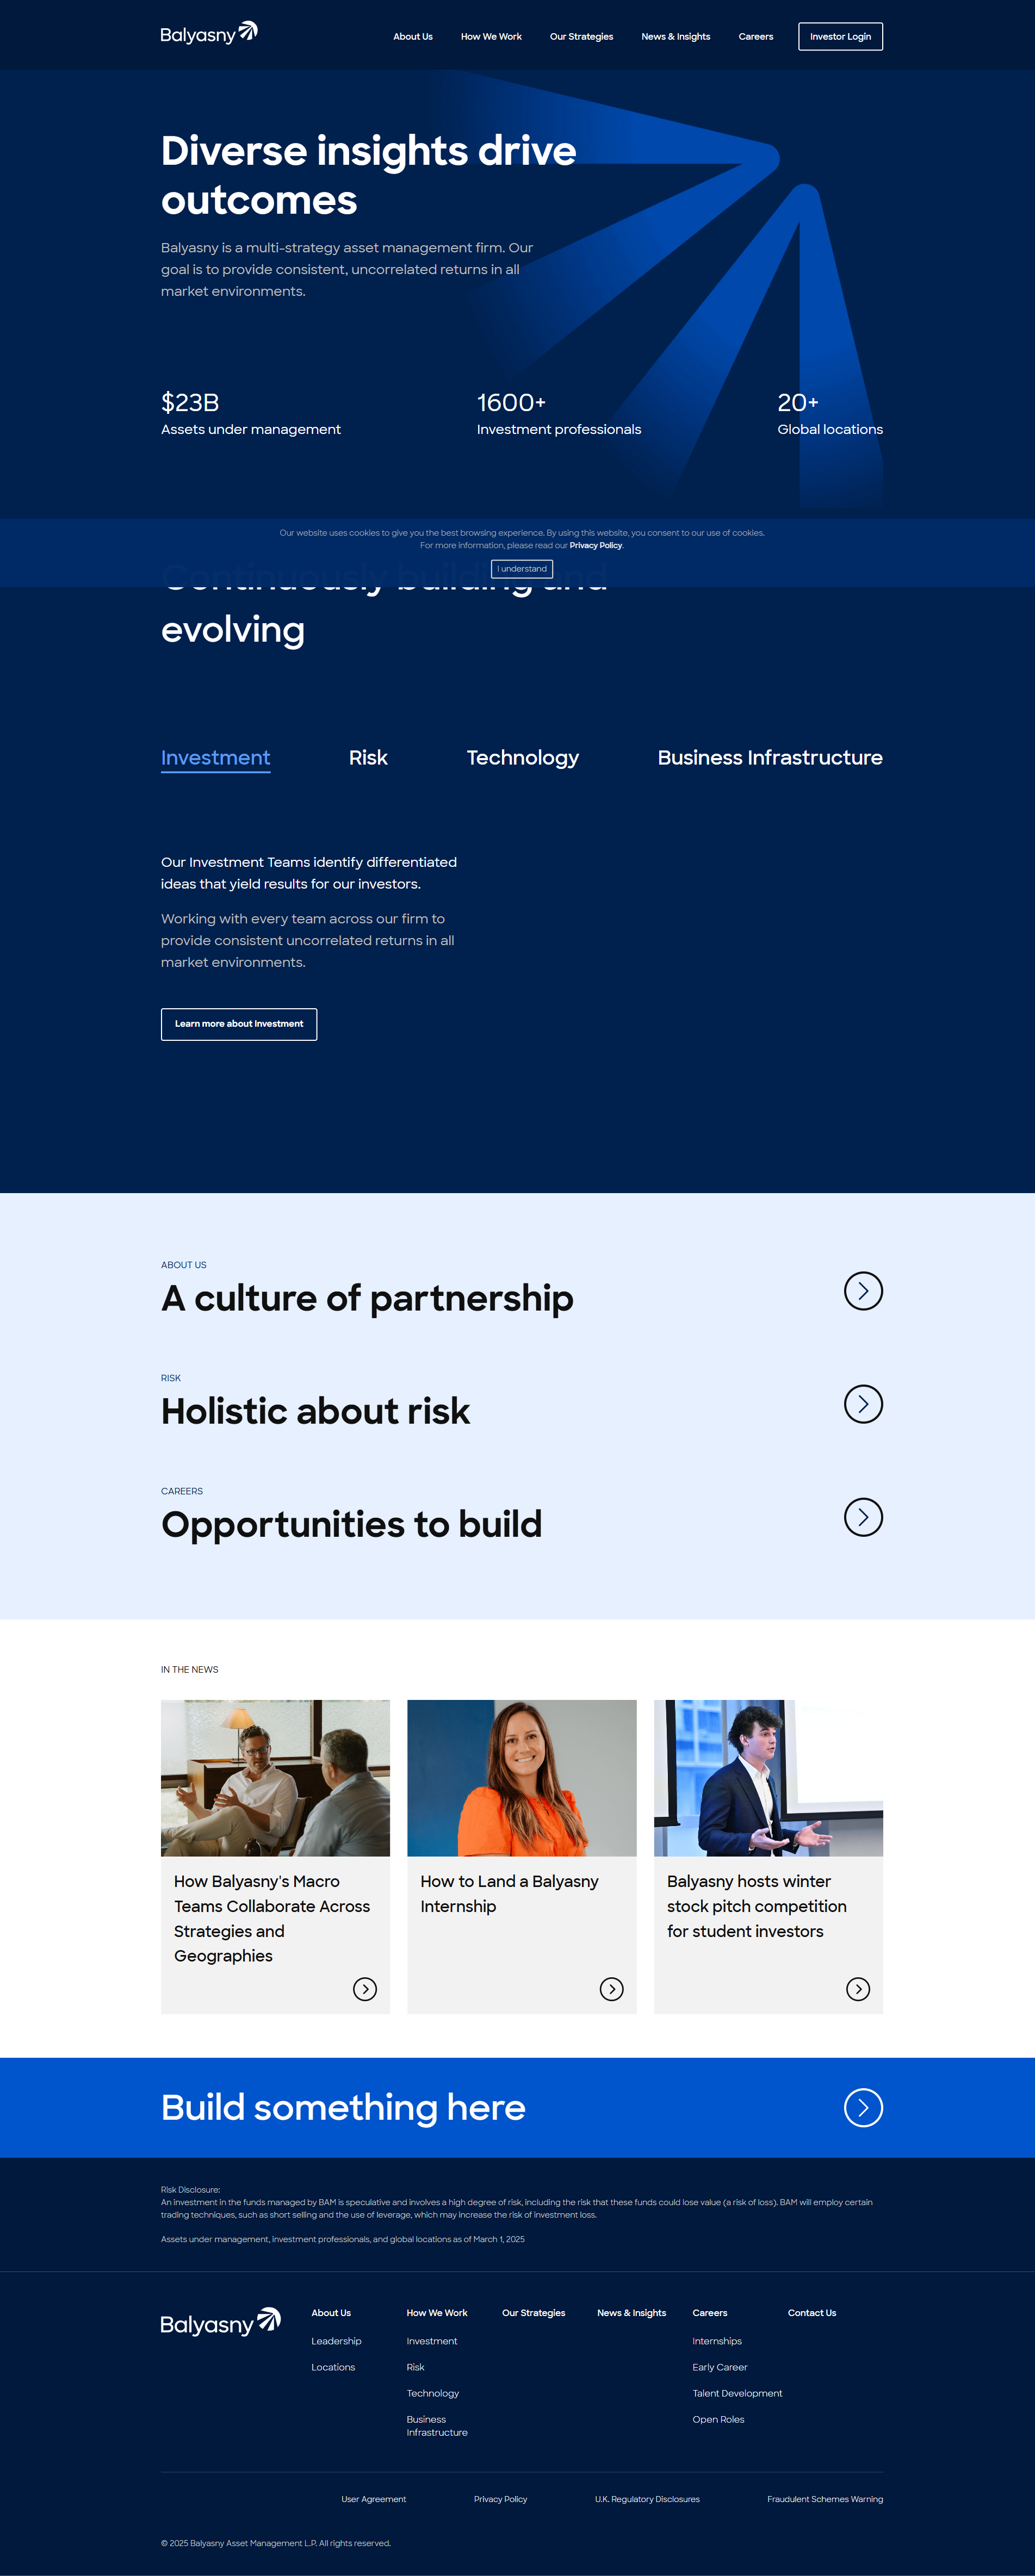 Balyasny
About Us
How We Work
Our Strategies
News & Insights
Careers
Investor Login
Diverse insights drive
outcomes
Balyasny is a multi-strategy asset management firm. Our
goal is to provide consistent, uncorrelated returns in all
market environments.
$23B
Assets under management
1600+
Investment professionals
20+
Global locations
Our website uses cookies to give you the best browsing experience. By using this website, you consent to our use of cookies.
For more information, please read our Privacy Policy.
I understand
Continuously building and
evolving
Investment
Risk
Technology
Business Infrastructure
Our Investment Teams identify differentiated
ideas that yield results for our investors.
Working with every team across our firm to
provide consistent uncorrelated returns in all
market environments.
Learn more about Investment
ABOUT US
A culture of partnership
RISK
Holistic about risk
CAREERS
Opportunities to build
IN THE NEWS
How Balyasny's Macro
Teams Collaborate Across
Strategies and
Geographies
How to Land a Balyasny
Internship
Balyasny hosts winter
stock pitch competition
for student investors
Build something here
Risk Disclosure:
An investment in the funds managed by BAM is speculative and involves a high degree of risk, including the risk that these funds could lose value (a risk of loss). BAM will employ certain
trading techniques, such as short selling and the use of leverage, which may increase the risk of investment loss.
Assets under management, investment professionals, and global locations as of March 1, 2025
Balyasny
About Us
Leadership
Locations
How We Work
Investment
Risk
Technology
Business
Infrastructure
Our Strategies
News & Insights
Careers
Internships
Early Career
Talent Development
Open Roles
Contact Us
User Agreement
Privacy Policy
U.K. Regulatory Disclosures
Fraudulent Schemes Warning
© 2025 Balyasny Asset Management L.P. All rights reserved.